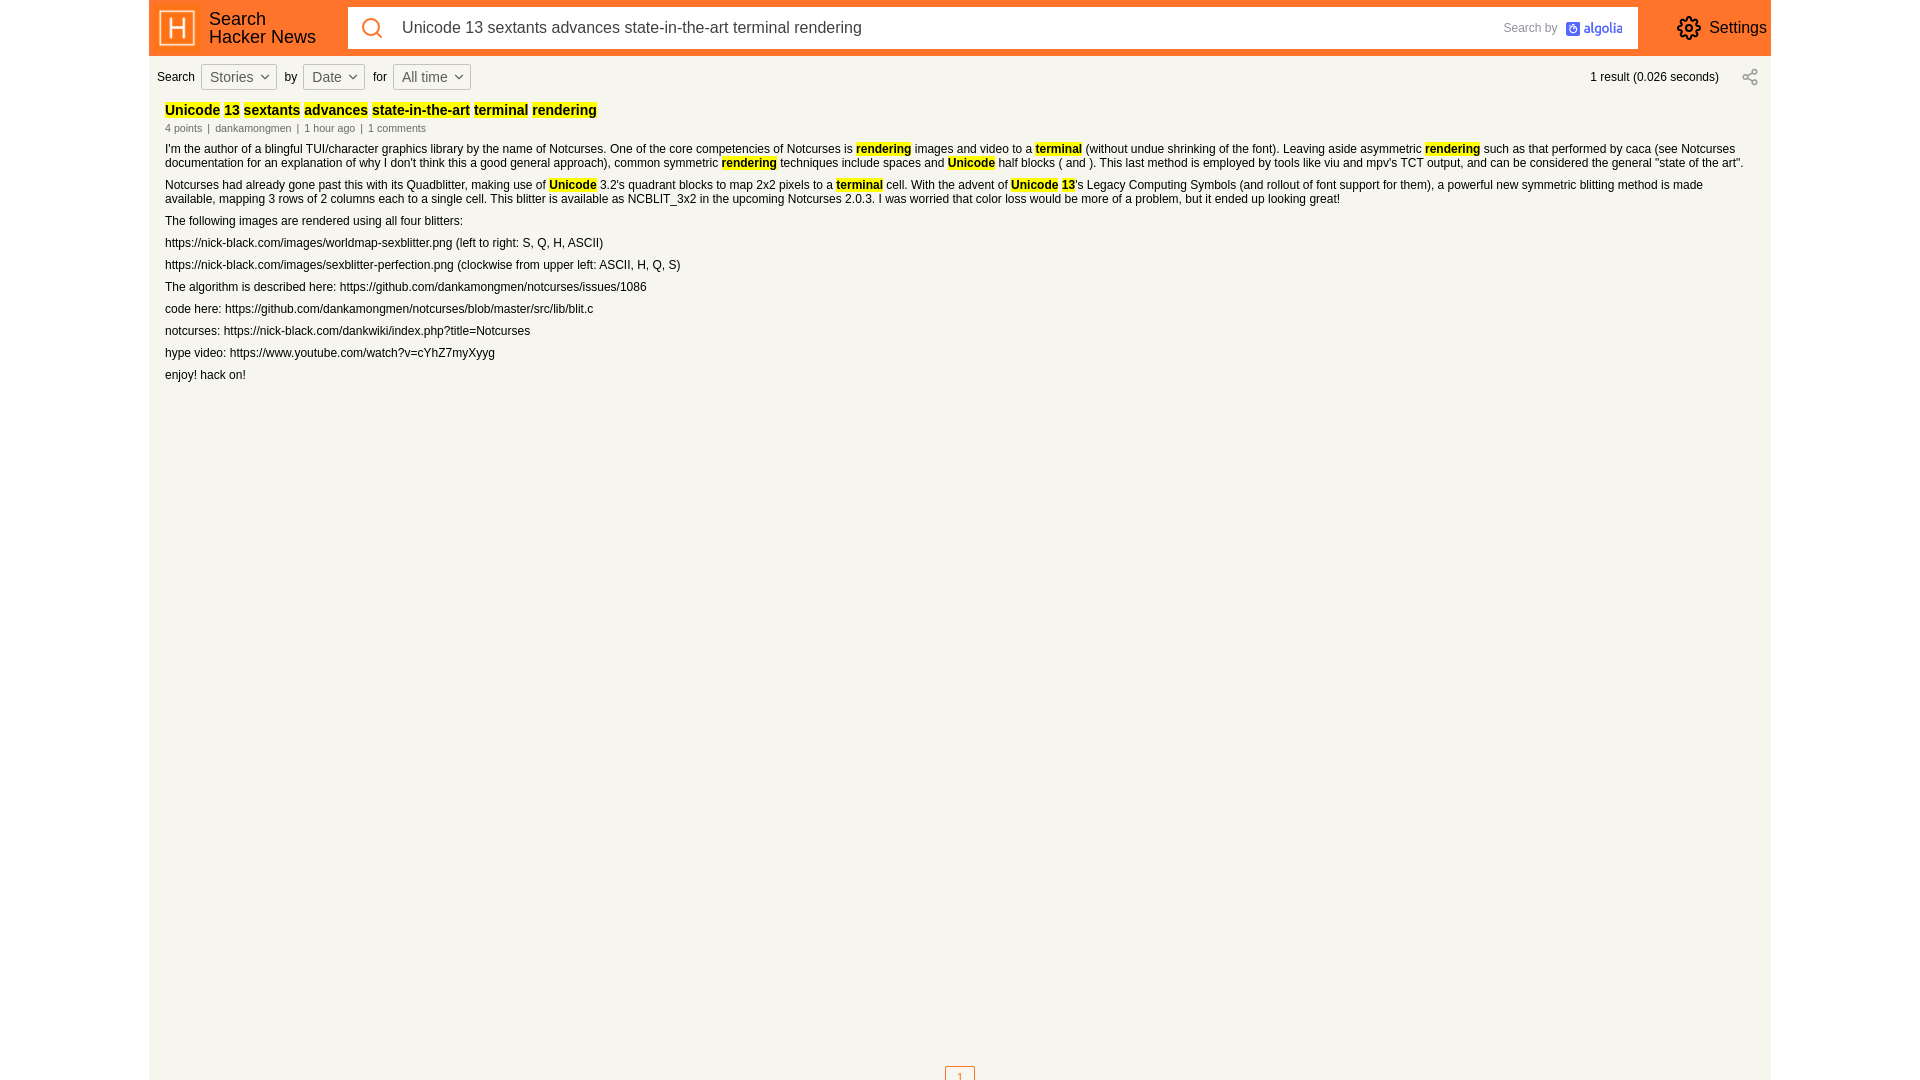 Search
Hacker News
Unicode 13 sextants advances state-in-the-art terminal rendering
Search by algolia
Settings
Search Stories by Date for All time
1 result (0.026 seconds)
Unicode 13 sextants advances state-in-the-art terminal rendering
4 points | dankamongmen | 1 hour ago | 1 comments
I'm the author of a blingful TUI/character graphics library by the name of Notcurses. One of the core competencies of Notcurses is rendering images and video to a terminal (without undue shrinking of the font). Leaving aside asymmetric rendering such as that performed by caca (see Notcurses
documentation for an explanation of why I don't think this a good general approach), common symmetric rendering techniques include spaces and Unicode half blocks ( and ). This last method is employed by tools like viu and mpv's TCT output, and can be considered the general "state of the art".
Notcurses had already gone past this with its Quadblitter, making use of Unicode 3.2's quadrant blocks to map 2x2 pixels to a terminal cell. With the advent of Unicode 13's Legacy Computing Symbols (and rollout of font support for them), a powerful new symmetric blitting method is made
available, mapping 3 rows of 2 columns each to a single cell. This blitter is available as NCBLIT_3x2 in the upcoming Notcurses 2.0.3. I was worried that color loss would be more of a problem, but it ended up looking great!
The following images are rendered using all four blitters:
https://nick-black.com/images/worldmap-sexblitter.png (left to right: S, Q, H, ASCII)
https://nick-black.com/images/sexblitter-perfection.png (clockwise from upper left: ASCII, H, Q, S)
The algorithm is described here: https://github.com/dankamongmen/notcurses/issues/1086
code here: https://github.com/dankamongmen/notcurses/blob/master/src/lib/blit.c
notcurses: https://nick-black.com/dankwiki/index.php?title=Notcurses
hype video: https://www.youtube.com/watch?v=cYhZ7myXyyg
enjoy! hack on!
1